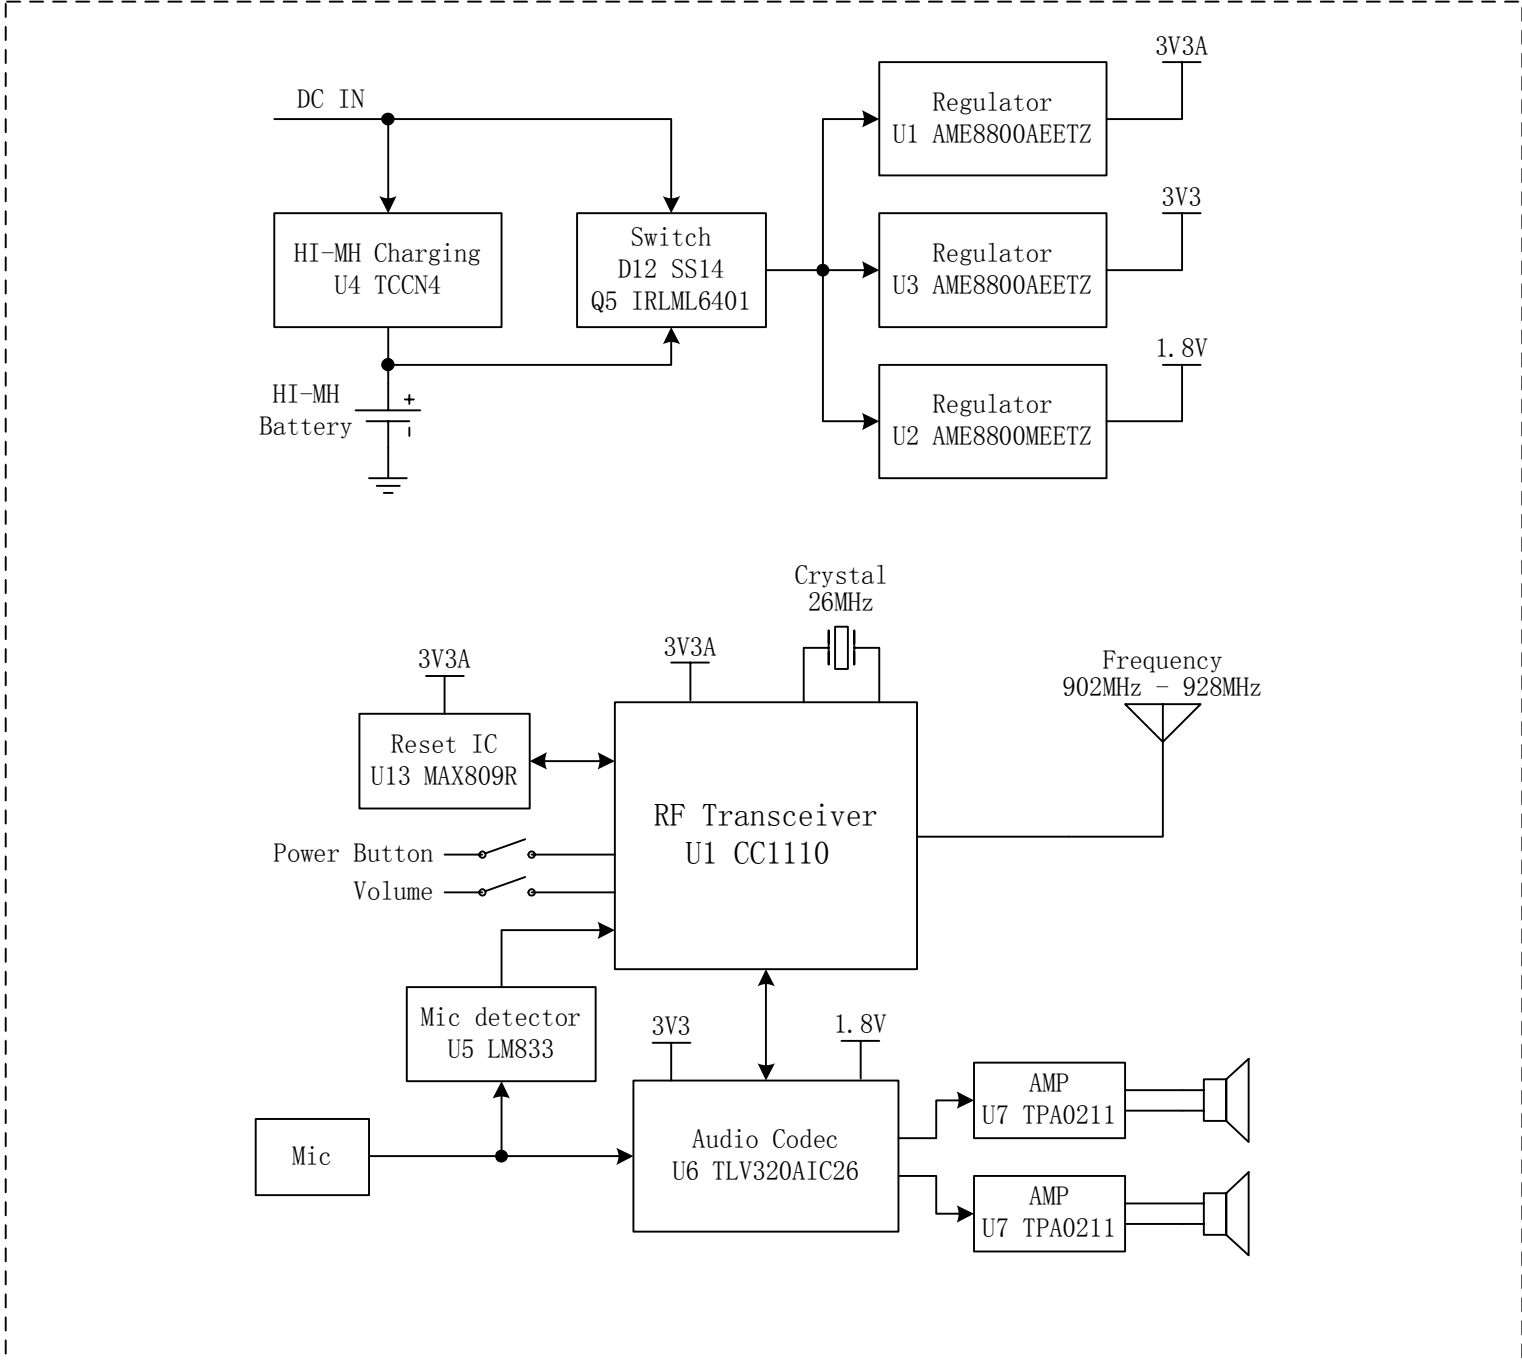 DC IN
HI-MH Charging
U4 TCCN4
HI-MH
Battery
+
-
Switch
D12 SS14
Q5 IRLML6401
3V3A
Regulator
U1 AME8800AEETZ
3V3
Regulator
U3 AME8800AEETZ
1.8V
Regulator
U2 AME8800MEETZ
Crystal
26MHz
3V3A
3V3A
Frequency
902MHz - 928MHz
Reset IC
U13 MAX809R
RF Transceiver
U1 CC1110
Power Button
Volume
Mic detector
U5 LM833
3V3
1.8V
Mic
Audio Codec
U6 TLV320AIC26
AMP
U7 TPA0211
AMP
U7 TPA0211